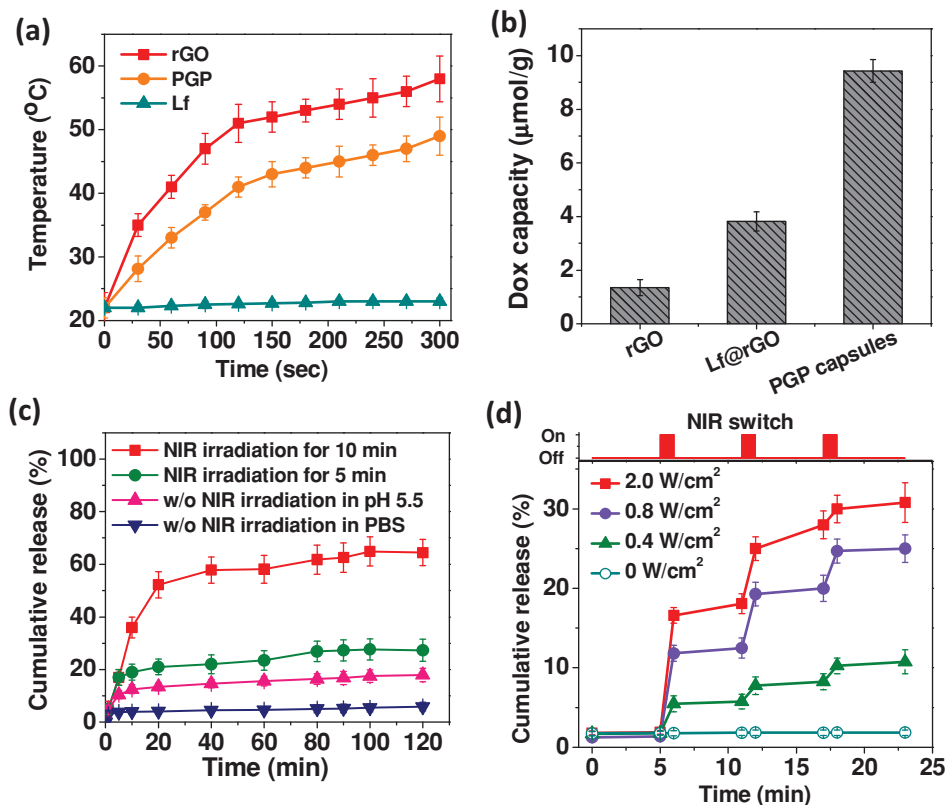 (a)
rGO
PGP
Lf
Temperature (°C)
60
50
40
30
20
0 50 100 150 200 250 300
Time (sec)
(b)
Dox capacity (μmol/g)
10
8
6
4
2
0
rGO
Lf@rGO
PGP capsules
(c)
NIR irradiation for 10 min
NIR irradiation for 5 min
w/o NIR irradiation in pH 5.5
w/o NIR irradiation in PBS
Cumulative release (%)
100
80
60
40
20
0
0 20 40 60 80 100 120
Time (min)
(d)
NIR switch
On
Off
2.0 W/cm²
0.8 W/cm²
0.4 W/cm²
0 W/cm²
Cumulative release (%)
30
20
10
0
0 5 10 15 20 25
Time (min)